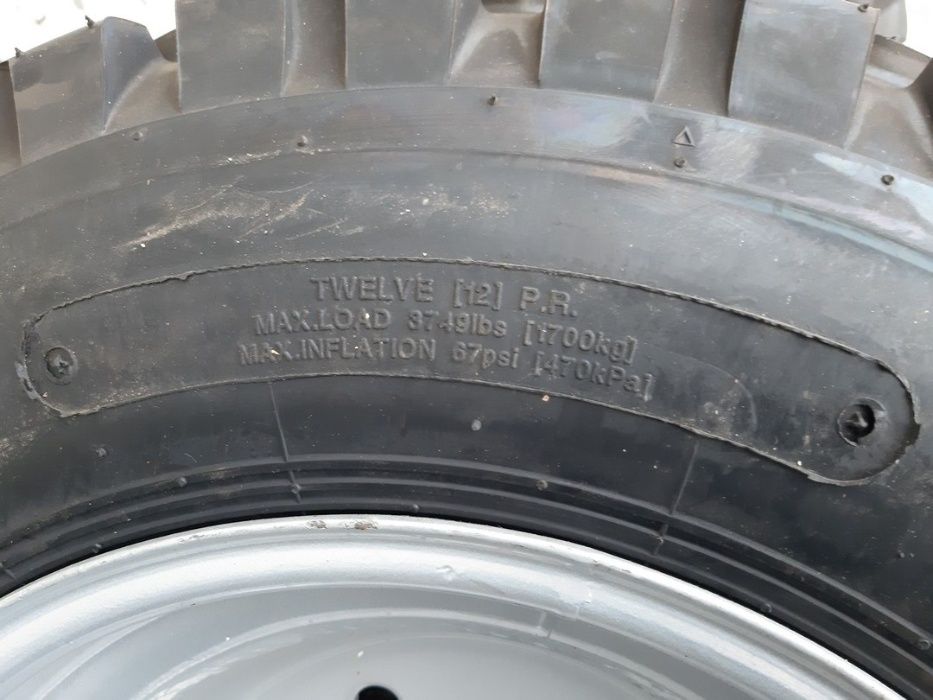 TWELVE [12] P.R.
MAX.LOAD 3749lbs [1700kg]
MAX.INFLATION 67psi [470kPa]